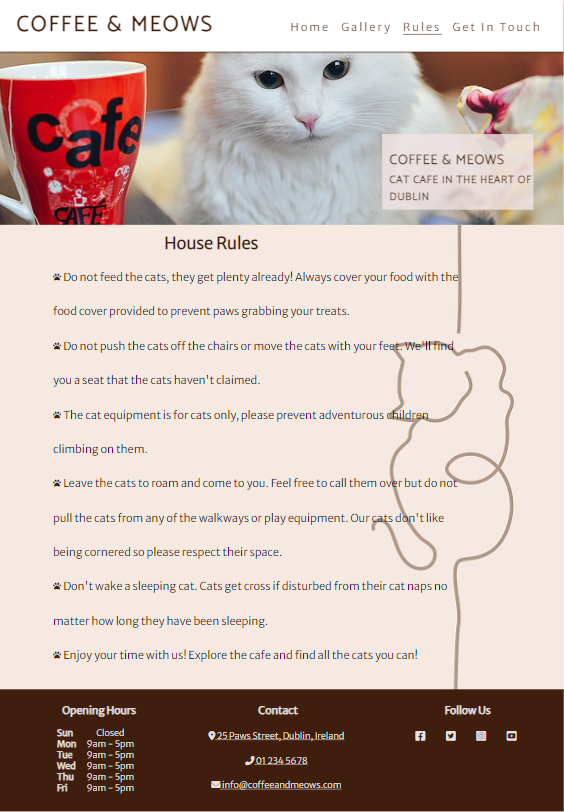 COFFEE & MEOWS
Home Gallery Rules Get In Touch
cafe
CAFÉ
COFFEE & MEOWS
CAT CAFE IN THE HEART OF
DUBLIN
House Rules
Do not feed the cats, they get plenty already! Always cover your food with the
food cover provided to prevent paws grabbing your treats.
Do not push the cats off the chairs or move the cats with your feet. We'll find
you a seat that the cats haven't claimed.
The cat equipment is for cats only, please prevent adventurous children
climbing on them.
Leave the cats to roam and come to you. Feel free to call them over but do not
pull the cats from any of the walkways or play equipment. Our cats don't like
being cornered so please respect their space.
Don't wake a sleeping cat. Cats get cross if disturbed from their cat naps no
matter how long they have been sleeping.
Enjoy your time with us! Explore the cafe and find all the cats you can!
Opening Hours
Sun Closed
Mon 9am - 5pm
Tue 9am - 5pm
Wed 9am - 5pm
Thu 9am - 5pm
Fri 9am - 5pm
Contact
25 Paws Street, Dublin, Ireland
01 234 5678
info@coffeeandmeows.com
Follow Us